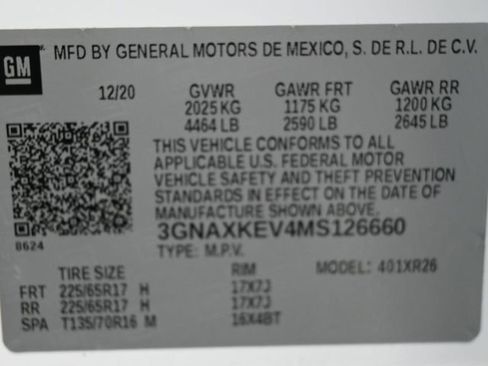 GM MFD BY GENERAL MOTORS DE MEXICO, S. DE R.L. DE C.V.
12/20 GVWR GAWR FRT GAWR RR
2025 KG 1175 KG 1200 KG
4464 LB 2590 LB 2645 LB
THIS VEHICLE CONFORMS TO ALL
APPLICABLE U.S. FEDERAL MOTOR
VEHICLE SAFETY AND THEFT PREVENTION
STANDARDS IN EFFECT ON THE DATE
OF MANUFACTURE SHOWN ABOVE.
8624 3GNAXKEV4MS126660
TYPE: M.P.V.
TIRE SIZE RIM MODEL: 401XR26
FRT 225/65R17 H 17X7J
RR 225/65R17 H 17X7J
SPA T135/70R16 M 16X4BT